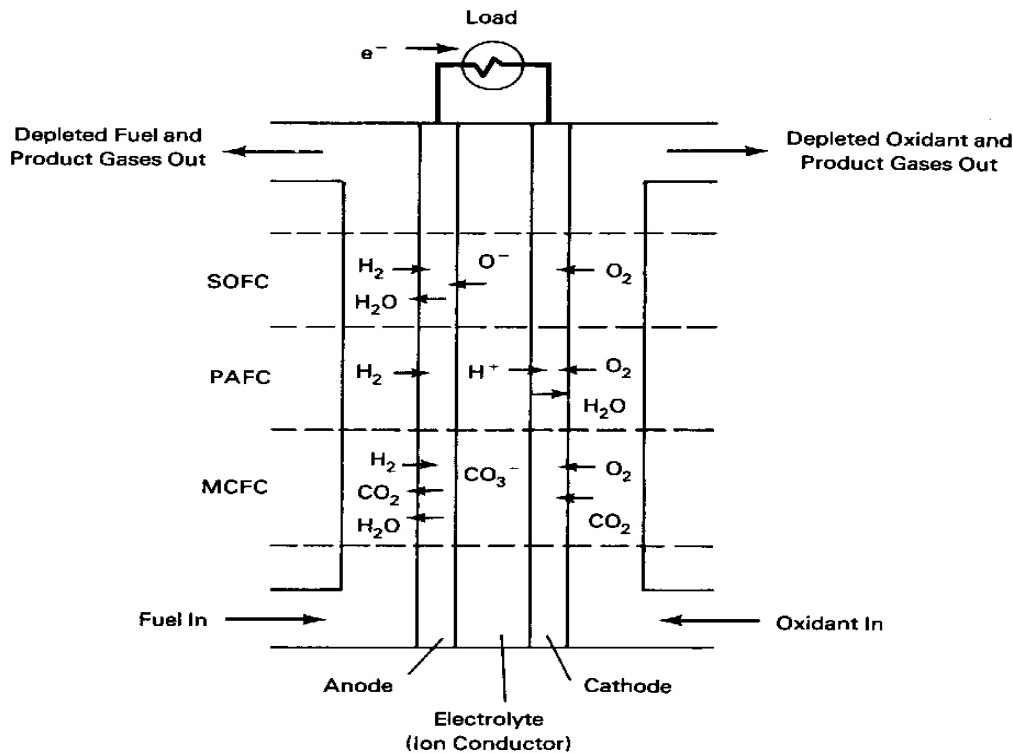 Load
e⁻
Depleted Fuel and
Product Gases Out
Depleted Oxidant and
Product Gases Out
SOFC
H₂
O⁻
O₂
H₂O
PAFC
H₂
H⁺
O₂
H₂O
MCFC
H₂
CO₃⁻
O₂
CO₂
CO₂
H₂O
Fuel In
Oxidant In
Anode
Cathode
Electrolyte
(Ion Conductor)